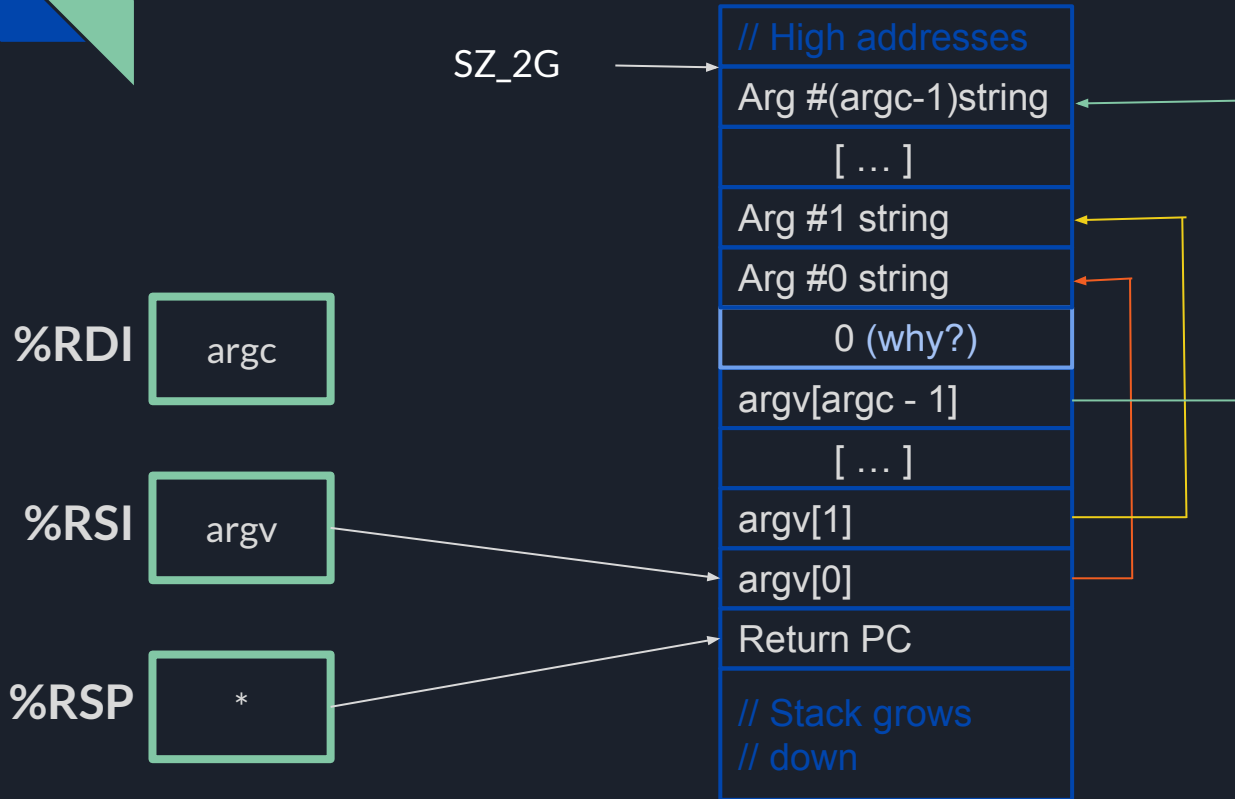 SZ_2G
// High addresses
Arg #(argc-1)string
[ … ]
Arg #1 string
Arg #0 string
0 (why?)
argv[argc - 1]
[ … ]
argv[1]
argv[0]
Return PC
// Stack grows
// down
%RDI
argc
%RSI
argv
%RSP
*